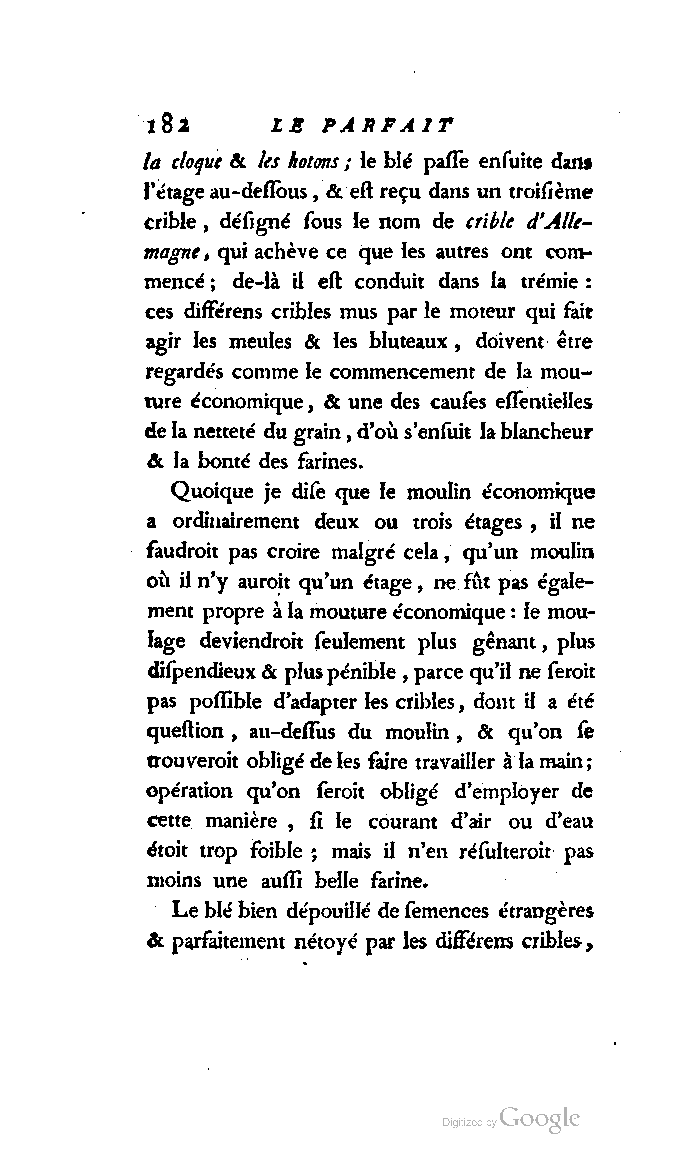 182 LE PARFAIT
la cloque & les hotons ; le blé paſſe enſuite dans
l'étage au-deſſous , & eſt reçu dans un troiſième
crible , déſigné ſous le nom de crible d'Alle-
magne, qui achève ce que les autres ont com-
mencé ; de-là il eſt conduit dans la trémie :
ces différens cribles mus par le moteur qui fait
agir les meules & les bluteaux , doivent être
regardés comme le commencement de la mou-
ture économique, & une des cauſes eſſentielles
de la netteté du grain , d'où s'enſuit la blancheur
& la bonté des farines.
Quoique je diſe que le moulin économique
a ordinairement deux ou trois étages , il ne
faudroit pas croire malgré cela , qu'un moulin
où il n'y auroit qu'un étage , ne fût pas égale-
ment propre à la mouture économique : le mou-
lage deviendroit ſeulement plus gênant , plus
diſpendieux & plus pénible , parce qu'il ne ſeroit
pas poſſible d'adapter les cribles , dont il a été
queſtion , au-deſſus du moulin , & qu'on ſe
trouveroit obligé de les faire travailler à la main ;
opération qu'on ſeroit obligé d'employer de
cette manière , ſi le courant d'air ou d'eau
étoit trop foible ; mais il n'en réſulteroit pas
moins une auſſi belle farine.
Le blé bien dépouillé de ſemences étrangères
& parfaitement nétoyé par les différens cribles ,
Digitized by Google